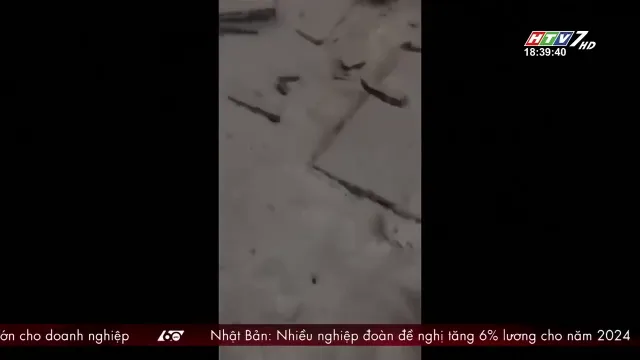 HTV7 HD
18:39:40
ớn cho doanh nghiệp 60 Nhật Bản: Nhiều nghiệp đoàn đề nghị tăng 6% lương cho năm 2024